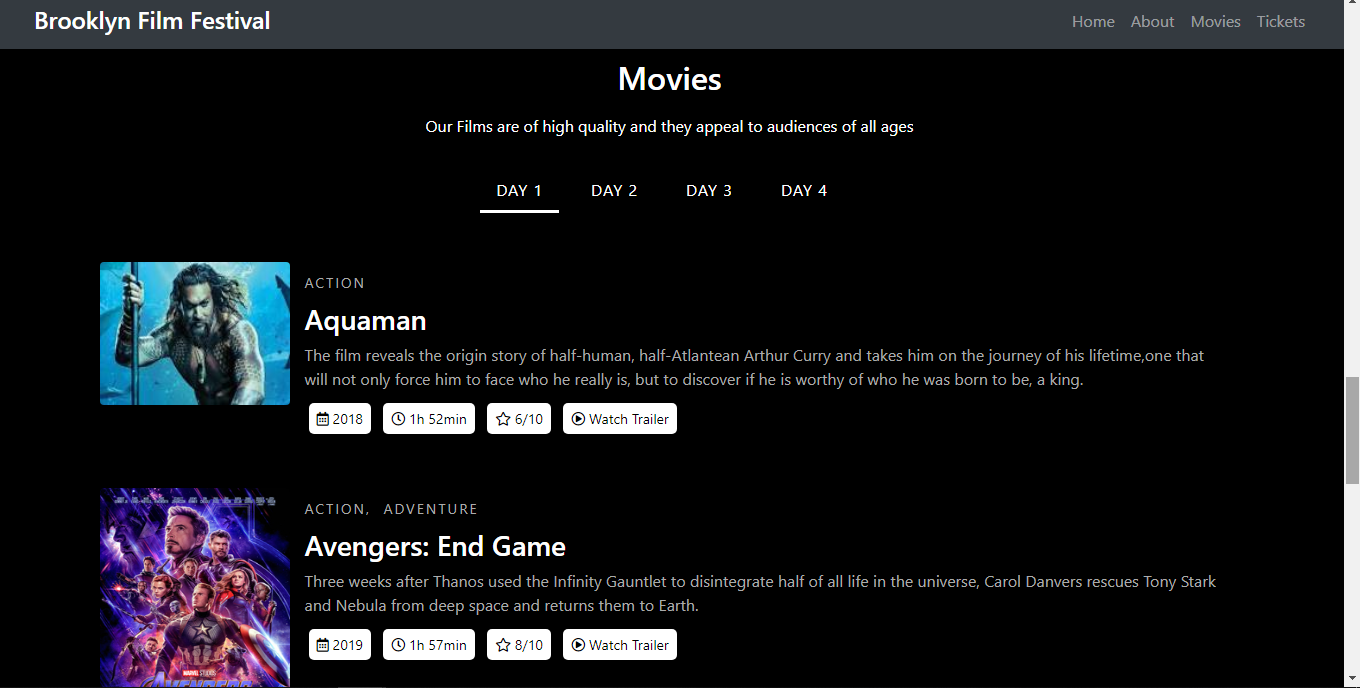 Brooklyn Film Festival
Home About Movies Tickets
Movies
Our Films are of high quality and they appeal to audiences of all ages
DAY 1 DAY 2 DAY 3 DAY 4
ACTION
Aquaman
The film reveals the origin story of half-human, half-Atlantean Arthur Curry and takes him on the journey of his lifetime,one that
will not only force him to face who he really is, but to discover if he is worthy of who he was born to be, a king.
2018 1h 52min 6/10 Watch Trailer
ACTION, ADVENTURE
Avengers: End Game
Three weeks after Thanos used the Infinity Gauntlet to disintegrate half of all life in the universe, Carol Danvers rescues Tony Stark
and Nebula from deep space and returns them to Earth.
2019 1h 57min 8/10 Watch Trailer
MARVEL STUDIOS
AVENGERS